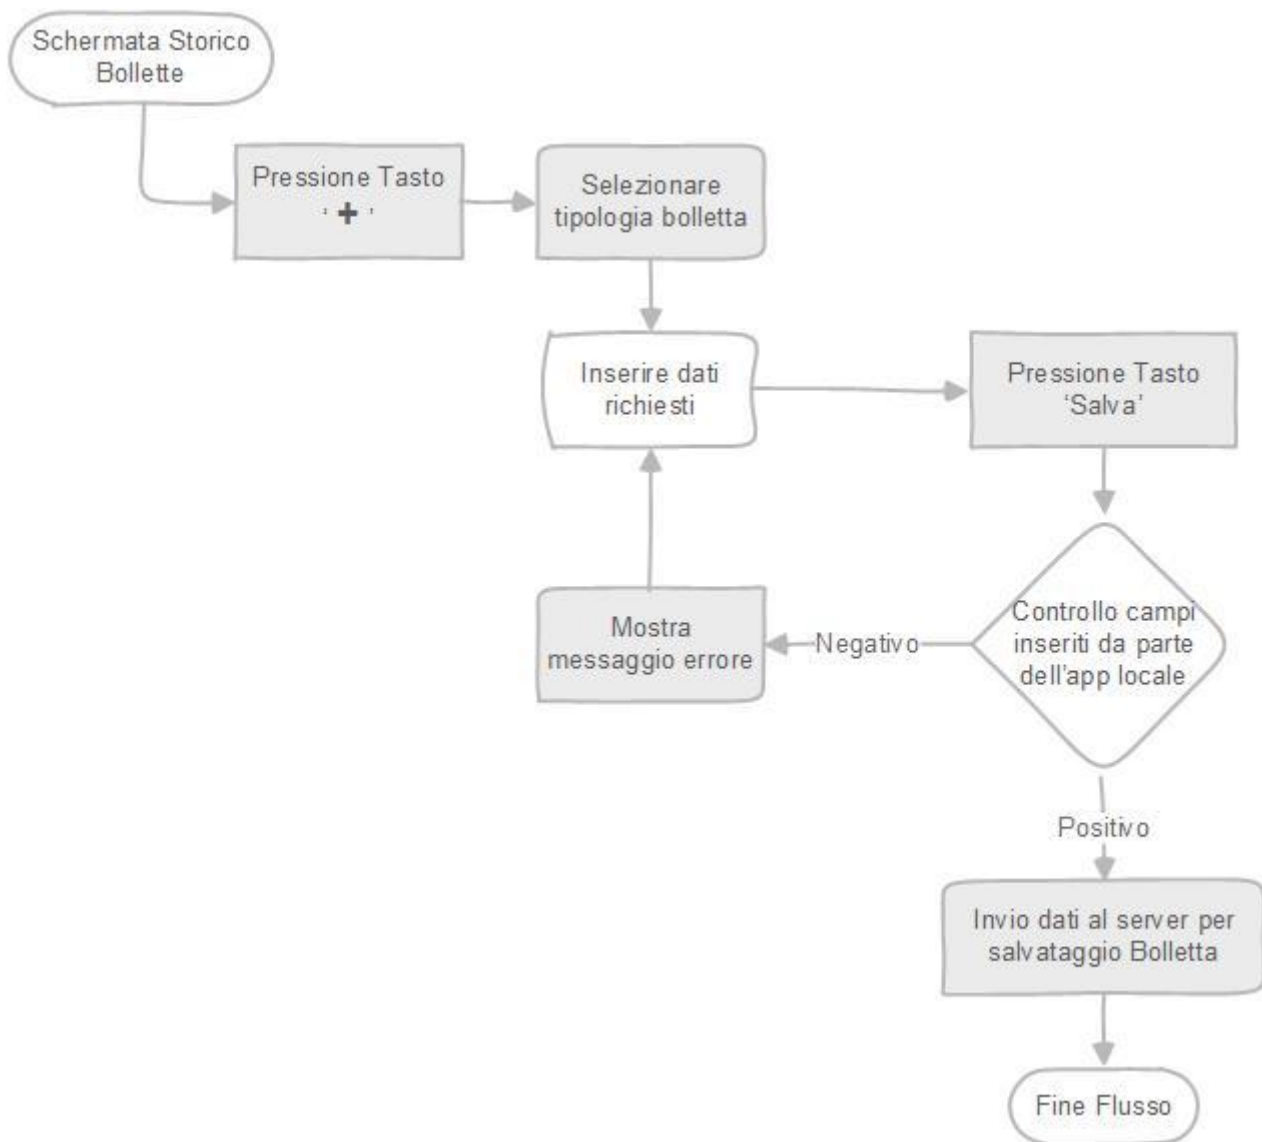 Schermata Storico
Bollette
Pressione Tasto
‘ + ’
Selezionare
tipologia bolletta
Inserire dati
richiesti
Pressione Tasto
‘Salva’
Controllo campi
inseriti da parte
dell'app locale
Negativo
Mostra
messaggio errore
Positivo
Invio dati al server per
salvataggio Bolletta
Fine Flusso